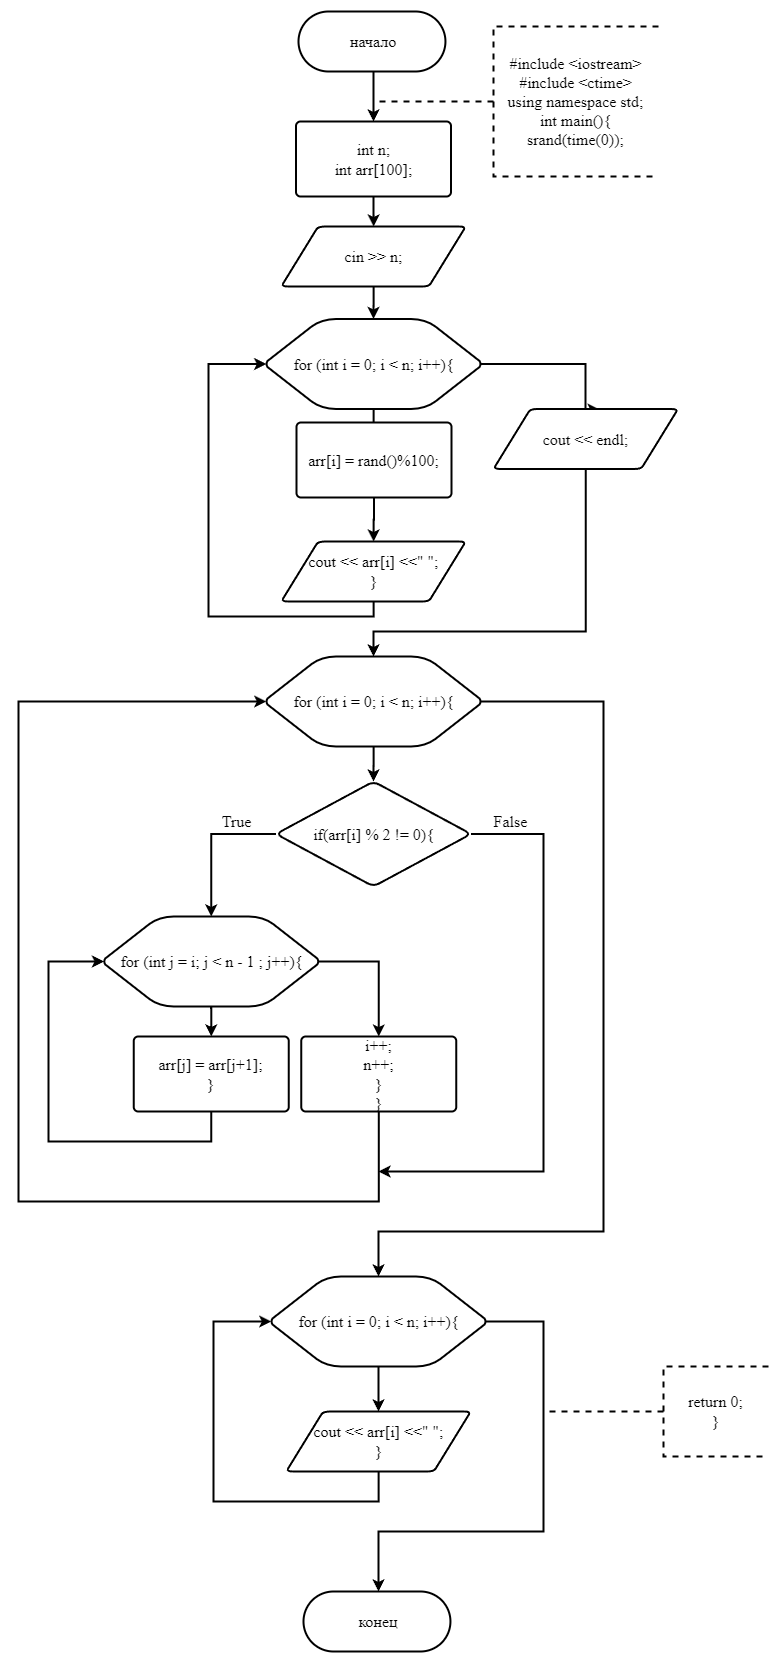 начало
#include <iostream>
#include <ctime>
using namespace std;
int main(){
srand(time(0));
int n;
int arr[100];
cin >> n;
for (int i = 0; i < n; i++){
arr[i] = rand()%100;
cout << endl;
cout << arr[i] <<" ";
}
for (int i = 0; i < n; i++){
if(arr[i] % 2 != 0){
True
False
for (int j = i; j < n - 1 ; j++){
arr[j] = arr[j+1];
}
i++;
n++;
}
}
for (int i = 0; i < n; i++){
cout << arr[i] <<" ";
}
return 0;
}
конец